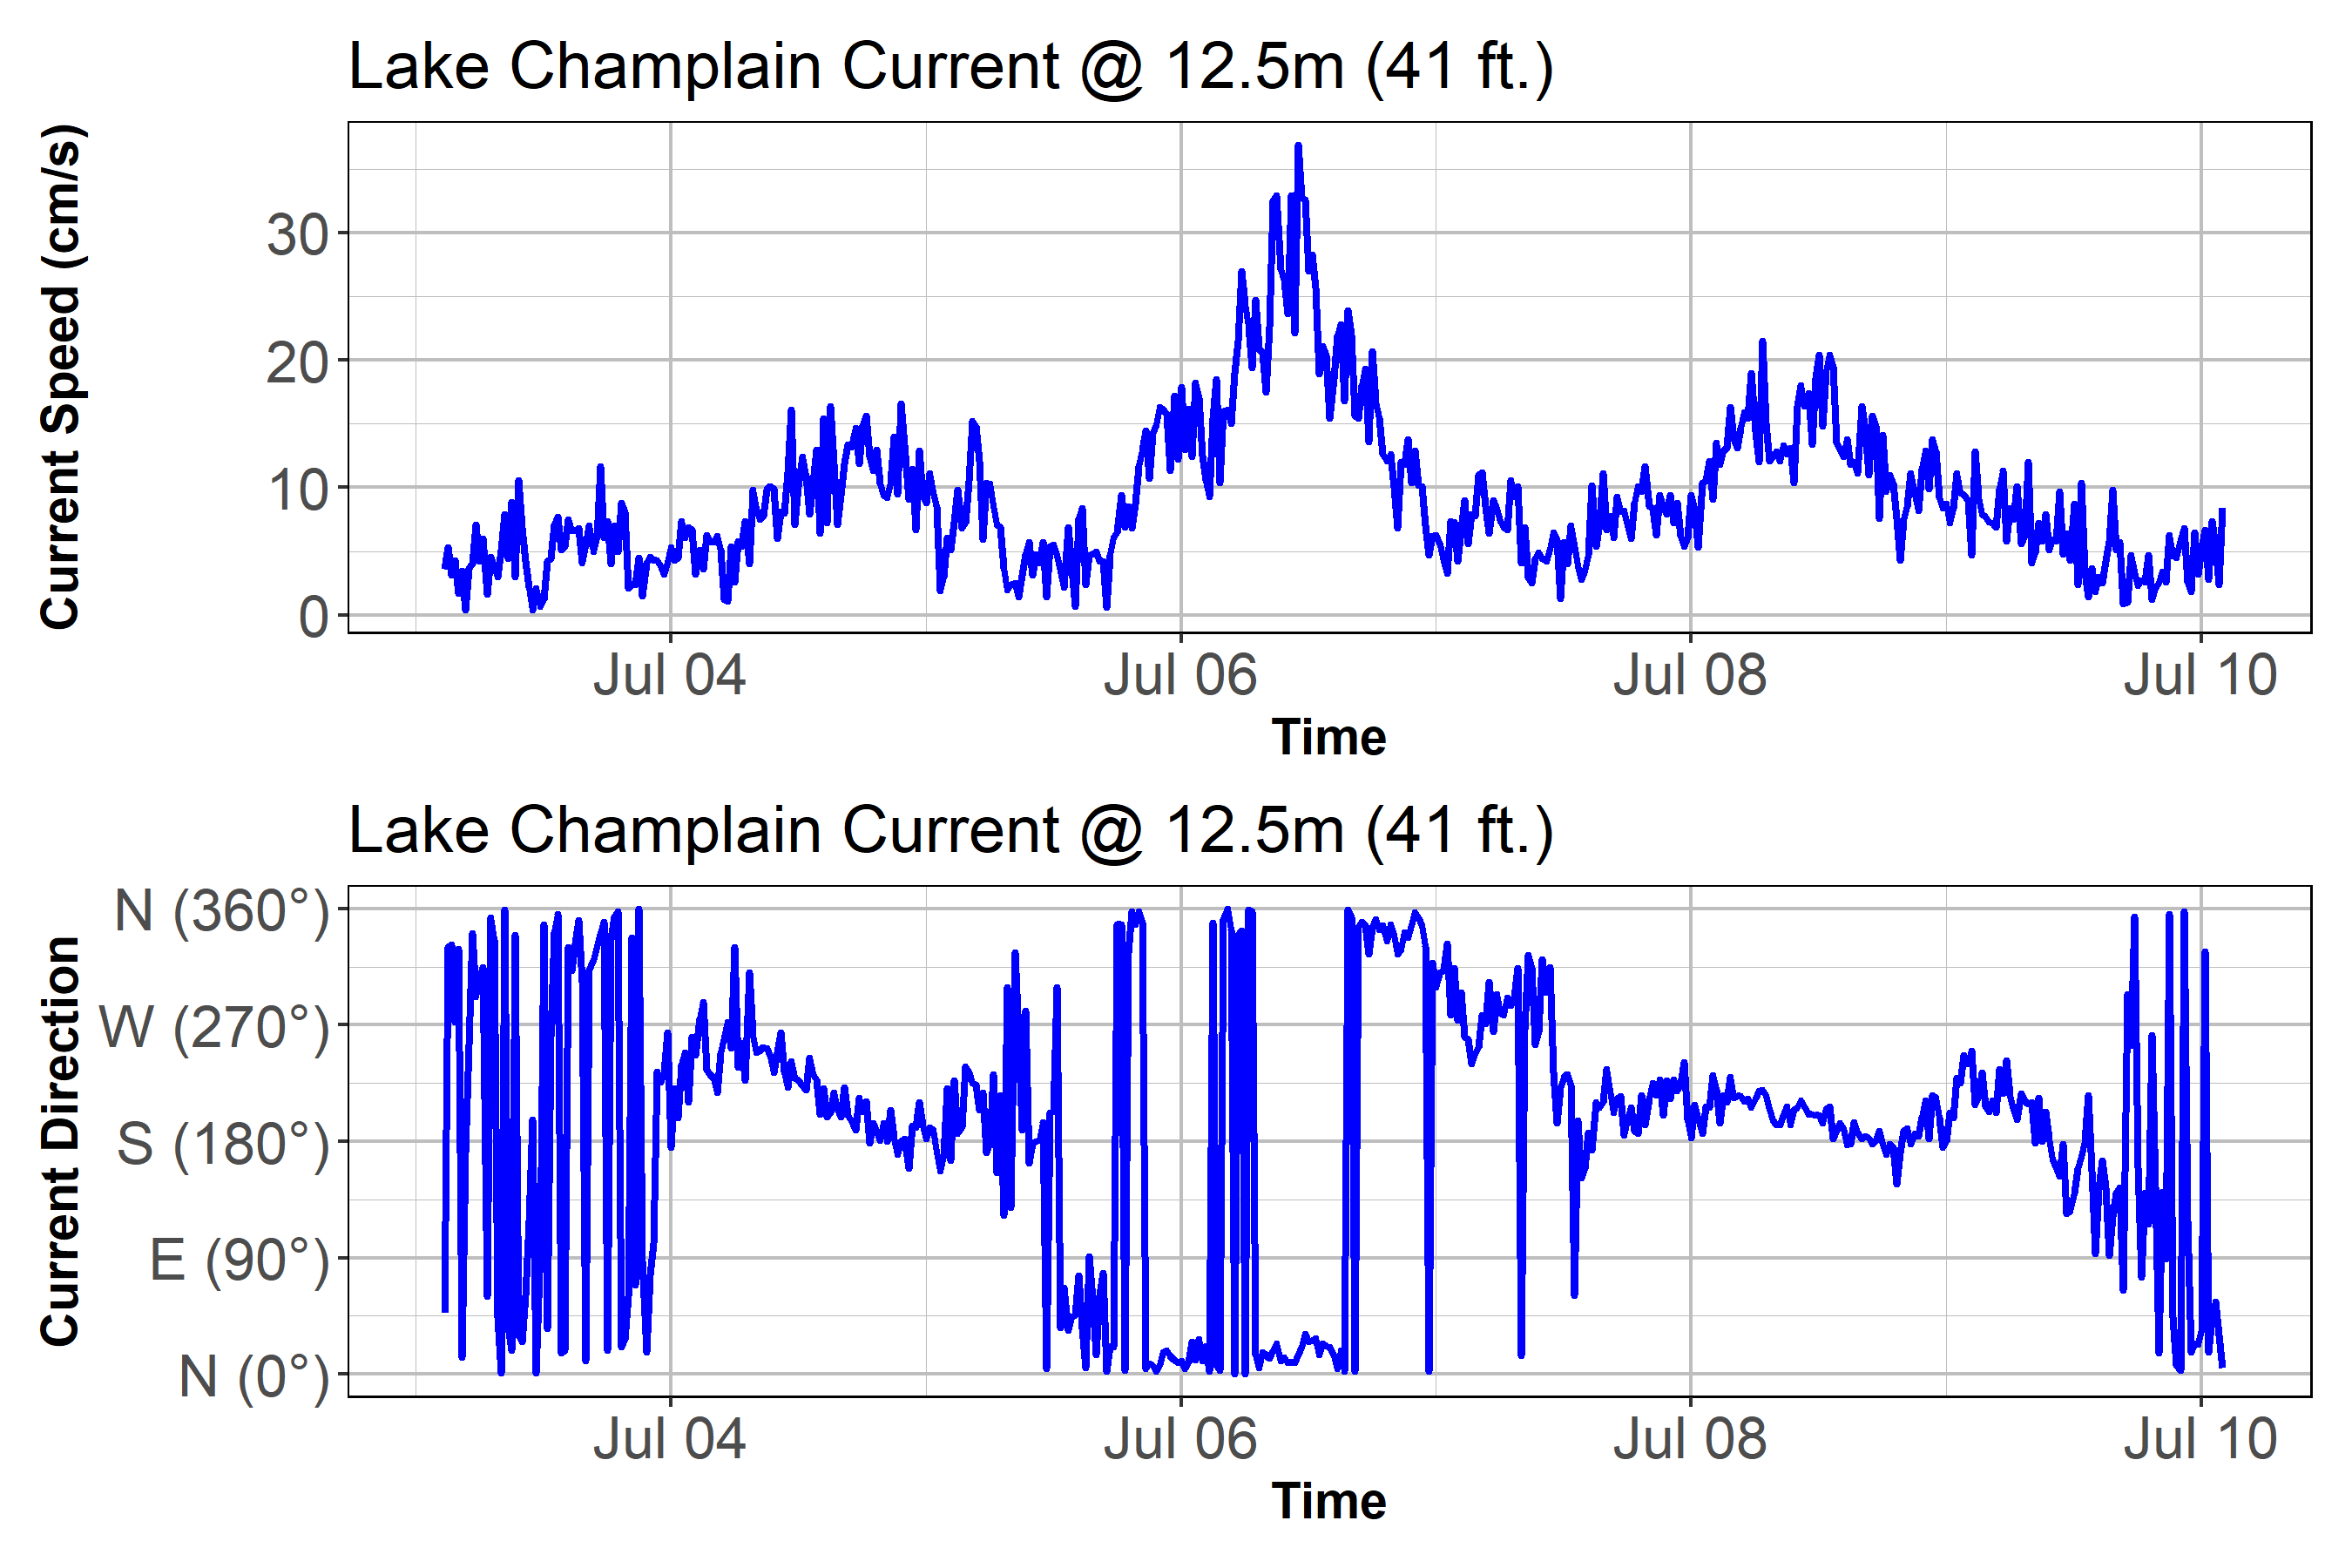 Lake Champlain Current @ 12.5m (41 ft.)
Current Speed (cm/s)
30
20
10
0
Jul 04 Jul 06 Jul 08 Jul 10
Time
Lake Champlain Current @ 12.5m (41 ft.)
Current Direction
N (360°)
W (270°)
S (180°)
E (90°)
N (0°)
Jul 04 Jul 06 Jul 08 Jul 10
Time